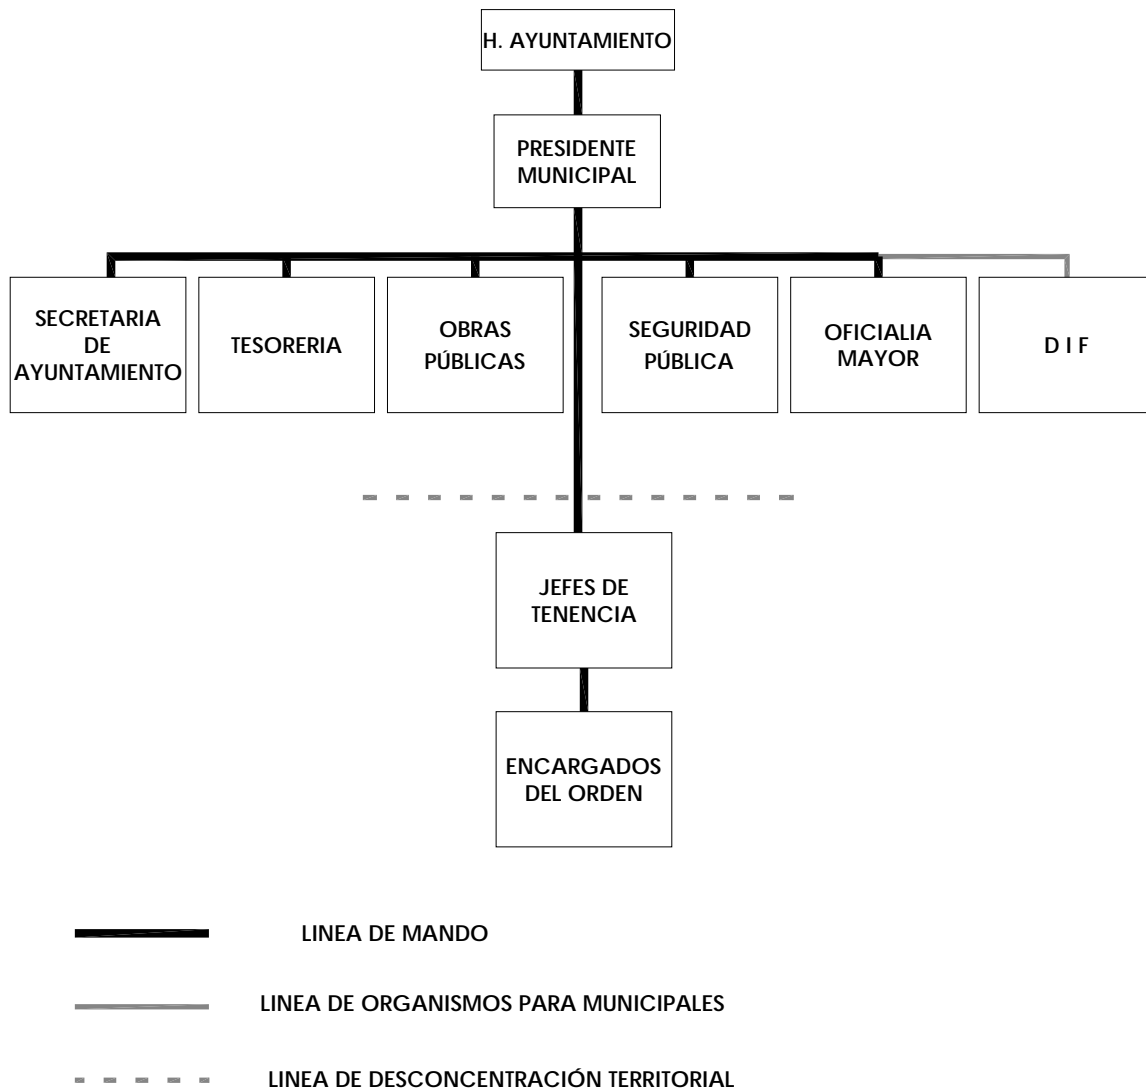 H. AYUNTAMIENTO
PRESIDENTE
MUNICIPAL
SECRETARIA
DE
AYUNTAMIENTO
TESORERIA
OBRAS
PÚBLICAS
SEGURIDAD
PÚBLICA
OFICIALIA
MAYOR
D I F
JEFES DE
TENENCIA
ENCARGADOS
DEL ORDEN
LINEA DE MANDO
LINEA DE ORGANISMOS PARA MUNICIPALES
LINEA DE DESCONCENTRACIÓN TERRITORIAL